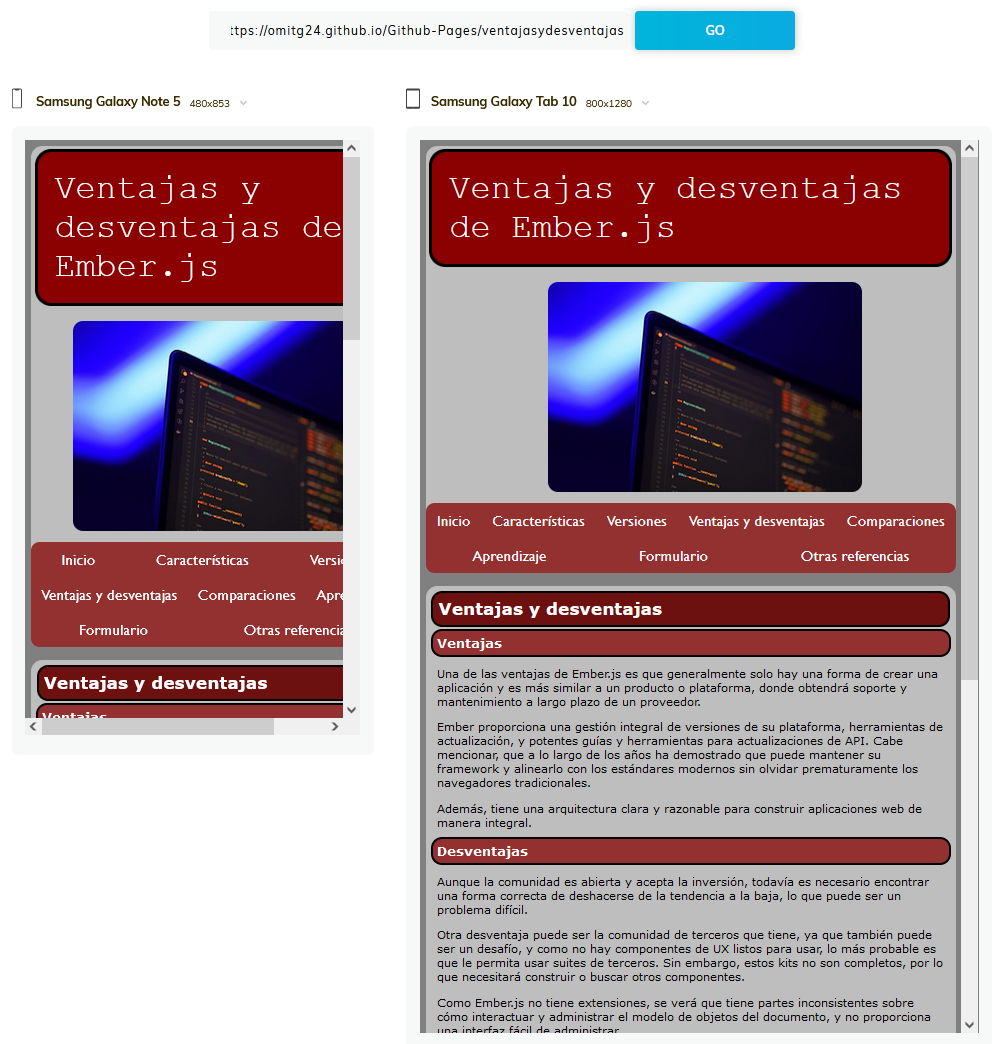 ttps://omitg24.github.io/Github-Pages/ventajasydesventajas
GO
Samsung Galaxy Note 5 480x853
Ventajas y
desventajas de
Ember.js
Inicio Características Versi
Ventajas y desventajas Comparaciones Apre
Formulario Otras referencia
Ventajas y desventajas
Ventajas
Samsung Galaxy Tab 10 800x1280
Ventajas y desventajas
de Ember.js
Inicio Características Versiones Ventajas y desventajas Comparaciones
Aprendizaje Formulario Otras referencias
Ventajas y desventajas
Ventajas
Una de las ventajas de Ember.js es que generalmente solo hay una forma de crear una
aplicación y es más similar a un producto o plataforma, donde obtendrá soporte y
mantenimiento a largo plazo de un proveedor.
Ember proporciona una gestión integral de versiones de su plataforma, herramientas de
actualización, y potentes guías y herramientas para actualizaciones de API. Cabe
mencionar, que a lo largo de los años ha demostrado que puede mantener su
framework y alinearlo con los estándares modernos sin olvidar prematuramente los
navegadores tradicionales.
Además, tiene una arquitectura clara y razonable para construir aplicaciones web de
manera integral.
Desventajas
Aunque la comunidad es abierta y acepta la inversión, todavía es necesario encontrar
una forma correcta de deshacerse de la tendencia a la baja, lo que puede ser un
problema difícil.
Otra desventaja puede ser la comunidad de terceros que tiene, ya que también puede
ser un desafío, y como no hay componentes de UX listos para usar, lo más probable es
que le permita usar suites de terceros. Sin embargo, estos kits no son completos, por lo
que necesitará construir o buscar otros componentes.
Como Ember.js no tiene extensiones, se verá que tiene partes inconsistentes sobre
cómo interactuar y administrar el modelo de objetos del documento, y no proporciona
una interfaz fácil de administrar.